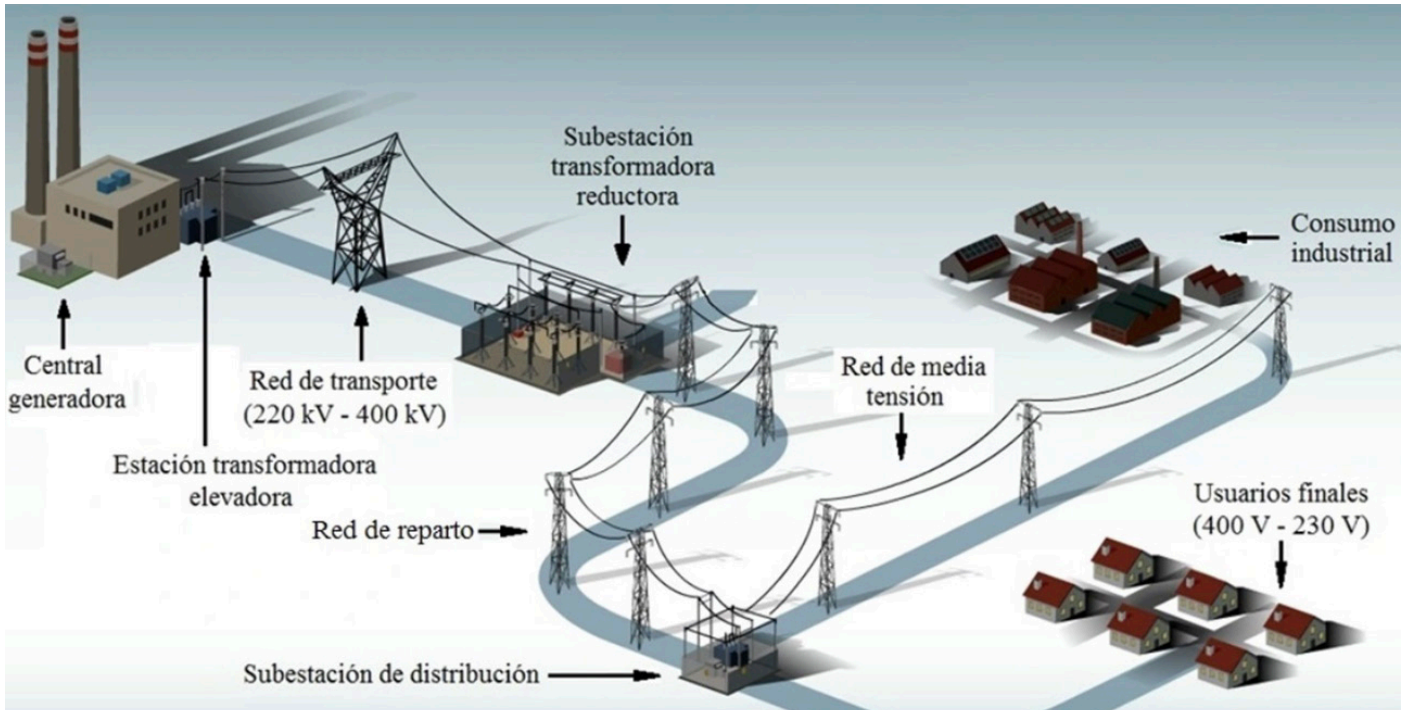 Subestación
transformadora
reductora
Consumo
industrial
Central
generadora
Red de transporte
(220 kV - 400 kV)
Red de media
tensión
Estación transformadora
elevadora
Usuarios finales
(400 V - 230 V)
Red de reparto
Subestación de distribución